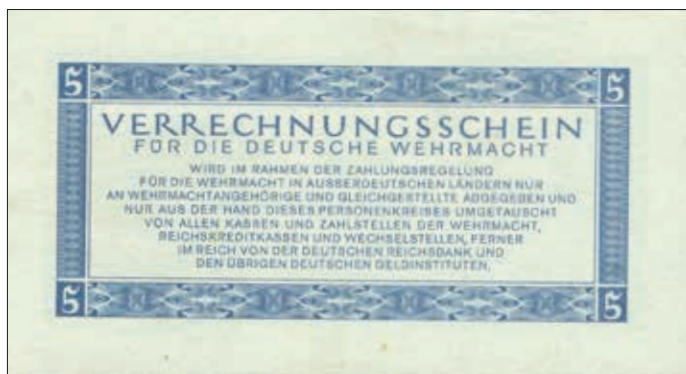 5 5
VERRECHNUNGSSCHEIN
FÜR DIE DEUTSCHE WEHRMACHT
WIRD IM RAHMEN DER ZAHLUNGSREGELUNG
FÜR DIE WEHRMACHT IN AUSSERDEUTSCHEN LÄNDERN NUR
AN WEHRMACHTANGEHÖRIGE UND GLEICHGESTELLTE ABGEGEBEN UND
NUR AUS DER HAND DIESES PERSONENKREISES UMGETAUSCHT
VON ALLEN KASSEN UND ZAHLSTELLEN DER WEHRMACHT,
REICHSKREDITKASSEN UND WECHSELSTELLEN, FERNER
IM REICH VON DER DEUTSCHEN REICHSBANK UND
DEN ÜBRIGEN DEUTSCHEN GELDINSTITUTEN.
5 5